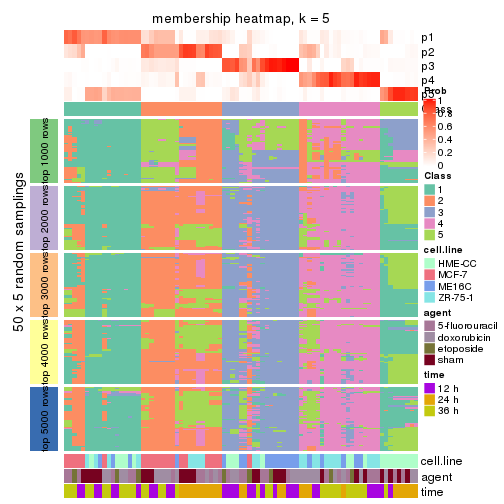 membership heatmap, k = 5
p1
p2
p3
p4
p5
Prob
1
0.8
0.6
0.4
0.2
0
Class
Class
1
2
3
4
5
cell.line
HME-CC
MCF-7
ME16C
ZR-75-1
agent
5-fluorouracil
doxorubicin
etoposide
sham
time
12 h
24 h
36 h
50 x 5 random samplings
top 1000 rows
top 2000 rows
top 3000 rows
top 4000 rows
top 5000 rows
cell.line
agent
time